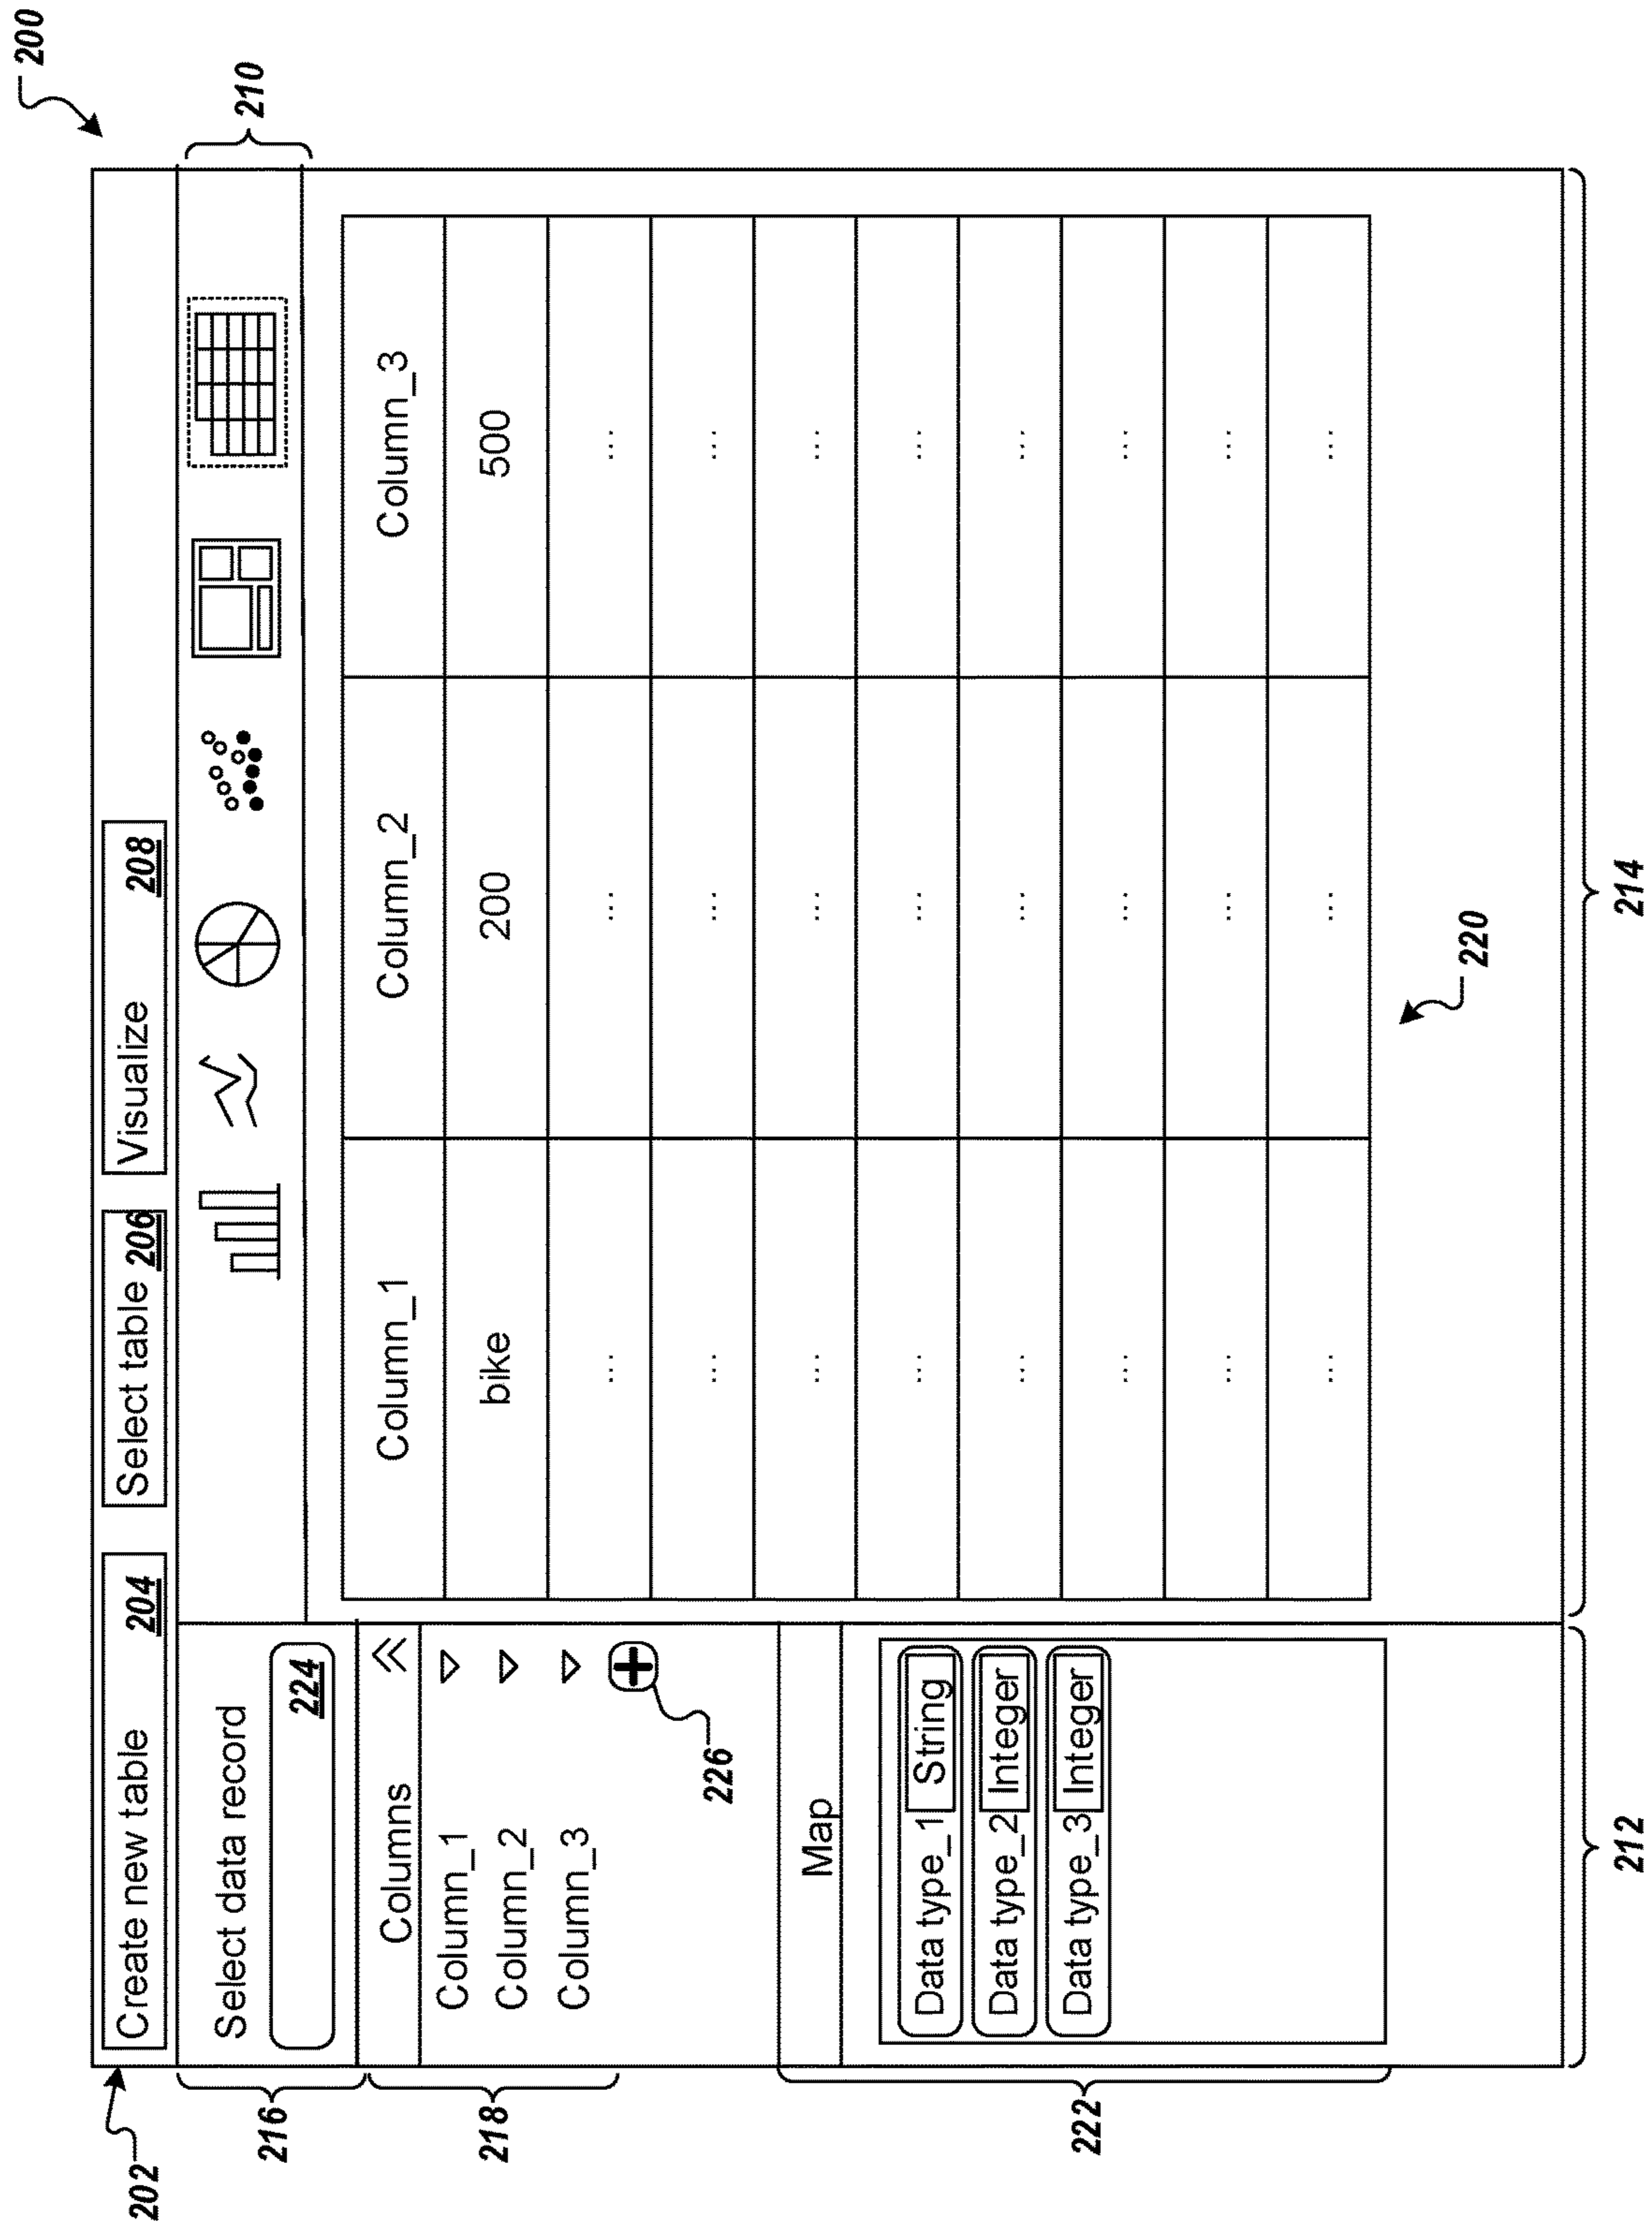 200
202
Create new table 204
Select table 206
Visualize 208
210
216
Select data record
224
218
Columns
Column_1
Column_2
Column_3
226
222
Map
Data type_1 String
Data type_2 Integer
Data type_3 Integer
Column_1 Column_2 Column_3
bike 200 500
... ... ...
... ... ...
... ... ...
... ... ...
... ... ...
... ... ...
... ... ...
... ... ...
220
212
214